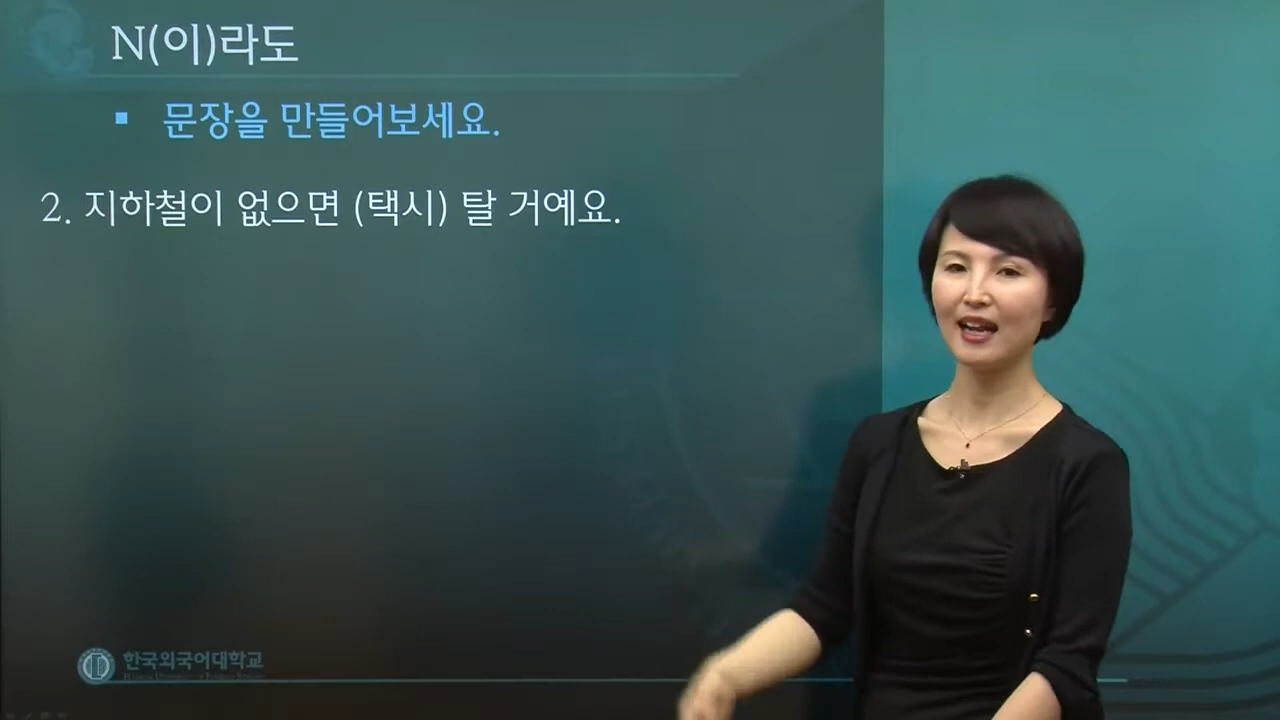 N(이)라도
▪ 문장을 만들어보세요.
2. 지하철이 없으면 (택시) 탈 거예요.
한국외국어대학교